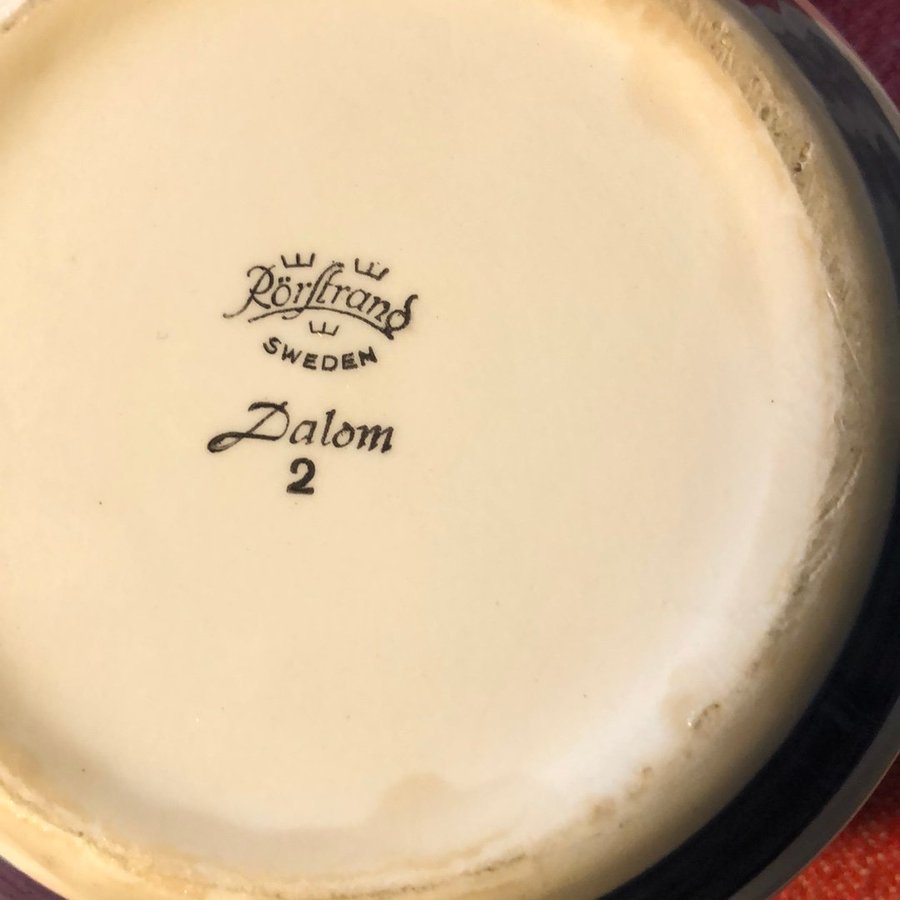 Rörstrand
SWEDEN
Dalom
2